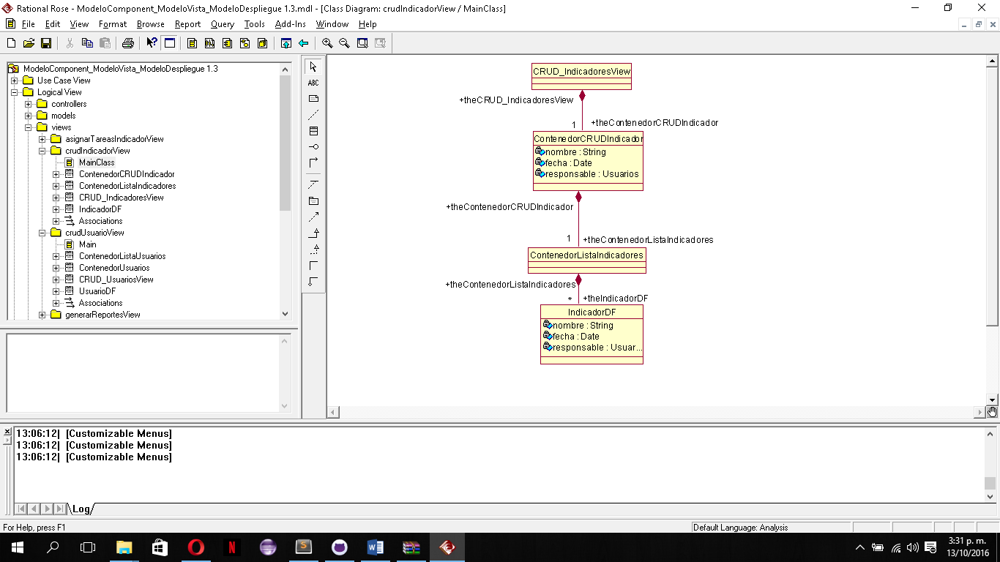 Rational Rose - ModeloComponent_ModeloVista_ModeloDespliegue 1.3.mdl - [Class Diagram: crudIndicadorView / MainClass]
File Edit View Format Browse Report Query Tools Add-Ins Window Help
ModeloComponent_ModeloVista_ModeloDespliegue 1.3
Use Case View
Logical View
controllers
models
views
asignarTareasIndicadorView
crudIndicadorView
MainClass
ContenedorCRUDIndicador
ContenedorListaIndicadores
CRUD_IndicadoresView
IndicadorDF
Associations
crudUsuarioView
Main
ContenedorListaUsuarios
ContenedorUsuarios
CRUD_UsuariosView
UsuarioDF
Associations
generarReportesView
ABC
CRUD_IndicadoresView
+theCRUD_IndicadoresView
1 +theContenedorCRUDIndicador
ContenedorCRUDIndicador
nombre : String
fecha : Date
responsable : Usuarios
+theContenedorCRUDIndicador
1 +theContenedorListaIndicadores
ContenedorListaIndicadores
+theContenedorListaIndicadores
* +theIndicadorDF
IndicadorDF
nombre : String
fecha : Date
responsable : Usuar...
13:06:12| [Customizable Menus]
13:06:12| [Customizable Menus]
13:06:12| [Customizable Menus]
Log
For Help, press F1
Default Language: Analysis
3:31 p. m.
13/10/2016